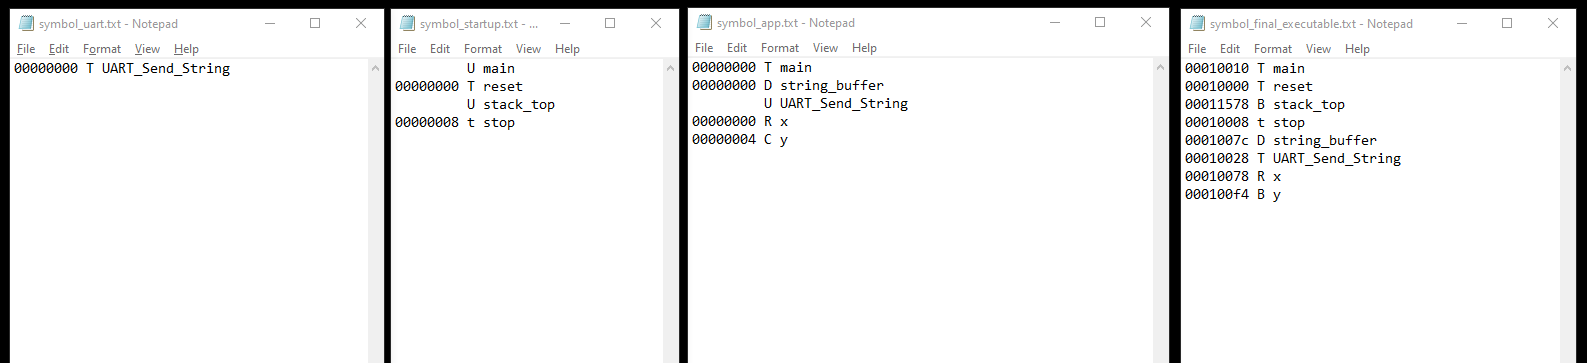 symbol_uart.txt - Notepad
File Edit Format View Help
00000000 T UART_Send_String
symbol_startup.txt - ...
File Edit Format View Help
U main
00000000 T reset
U stack_top
00000008 t stop
symbol_app.txt - Notepad
File Edit Format View Help
00000000 T main
00000000 D string_buffer
U UART_Send_String
00000000 R x
00000004 C y
symbol_final_executable.txt - Notepad
File Edit Format View Help
00010010 T main
00010000 T reset
00011578 B stack_top
00010008 t stop
0001007c D string_buffer
00010028 T UART_Send_String
00010078 R x
000100f4 B y